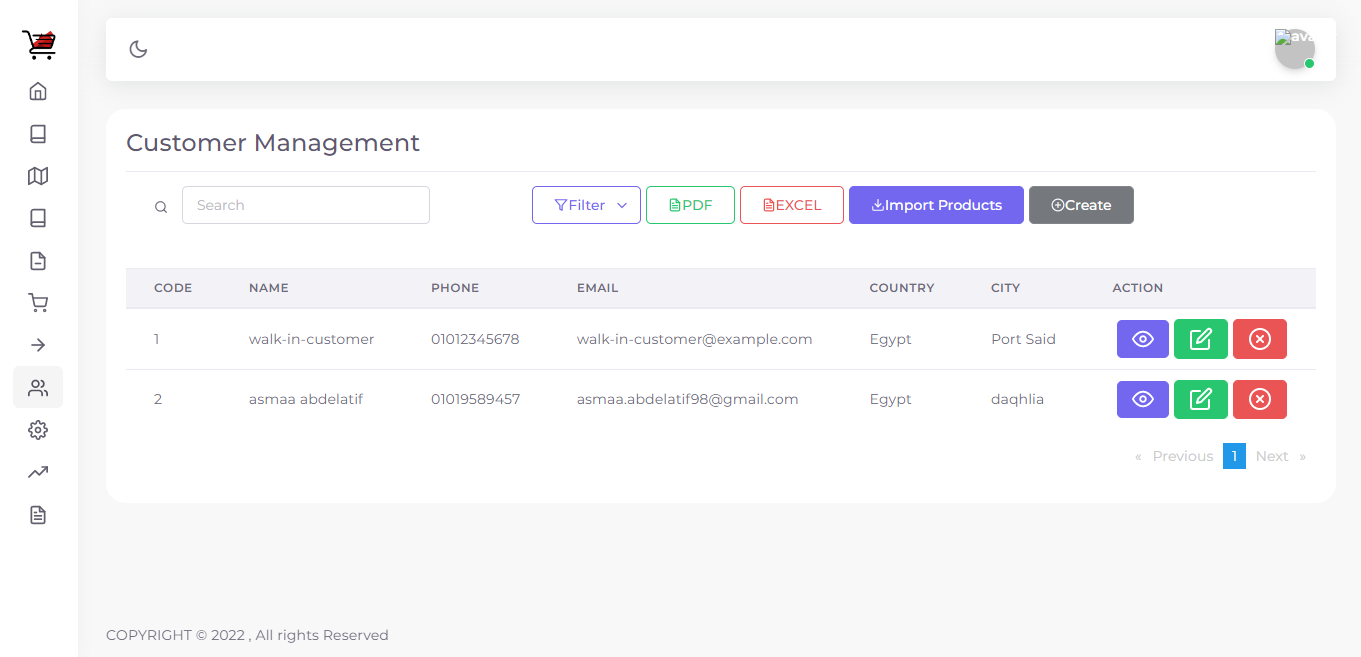 ava
Customer Management
Search Filter PDF EXCEL Import Products Create
CODE NAME PHONE EMAIL COUNTRY CITY ACTION
1 walk-in-customer 01012345678 walk-in-customer@example.com Egypt Port Said
2 asmaa abdelatif 01019589457 asmaa.abdelatif98@gmail.com Egypt daqhlia
« Previous 1 Next »
COPYRIGHT © 2022 , All rights Reserved